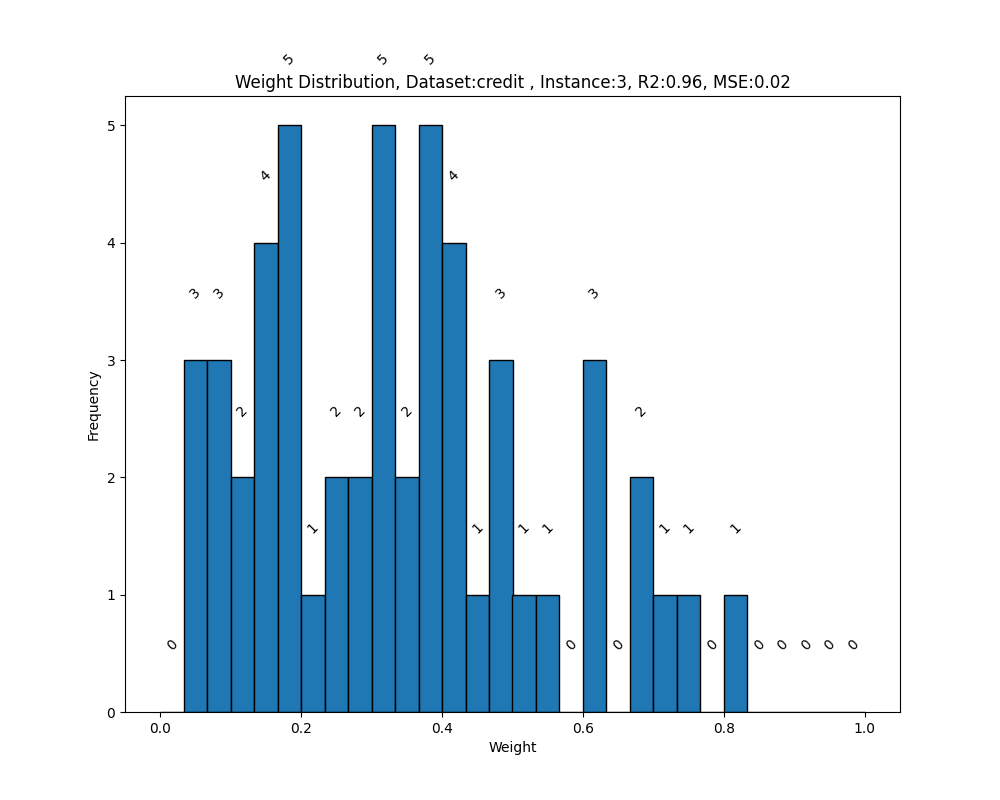 5 5 5
Weight Distribution, Dataset:credit , Instance:3, R2:0.96, MSE:0.02
5
4 4
4
3 3 3 3
3
2 2 2 2 2
2
1 1 1 1 1 1 1
1
0 0 0 0 0 0 0 0 0
0
0.0 0.2 0.4 0.6 0.8 1.0
Frequency
Weight